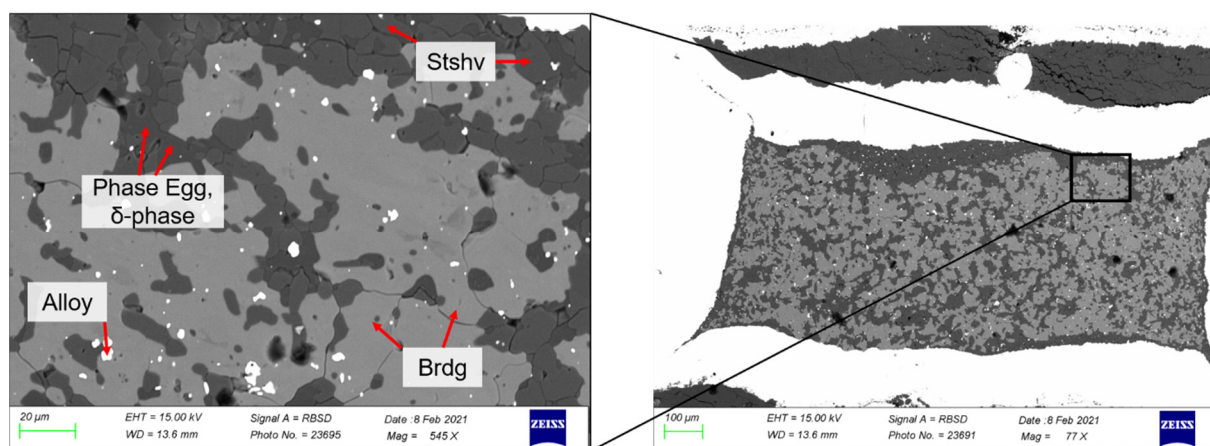 Stshv
Phase Egg,
δ-phase
Alloy
Brdg
20 µm
EHT = 15.00 kV
Signal A = RBSD
Date :8 Feb 2021
WD = 13.6 mm
Photo No. = 23695
Mag = 545 X
ZEISS
100 µm
EHT = 15.00 kV
Signal A = RBSD
Date :8 Feb 2021
WD = 13.6 mm
Photo No. = 23691
Mag = 77 X
ZEISS